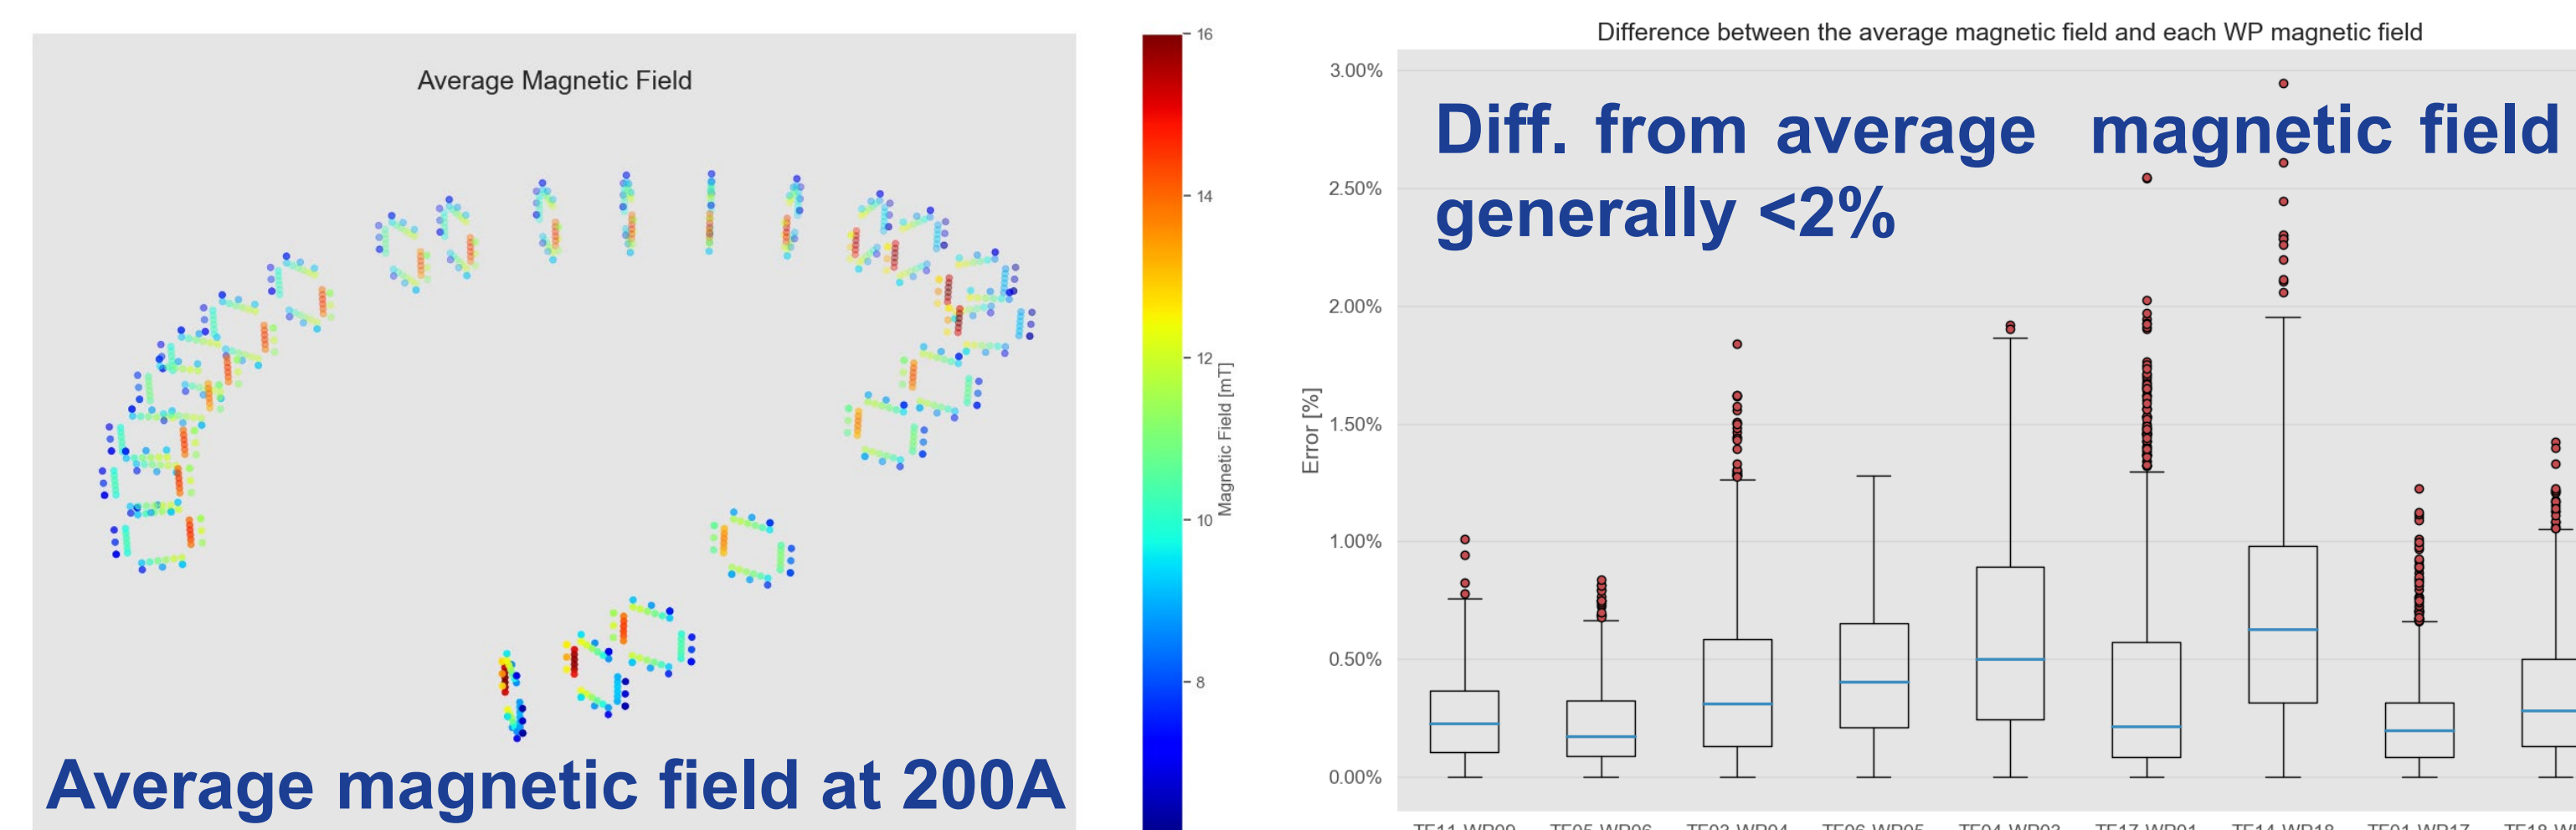 Average Magnetic Field
Average magnetic field at 200A
16
14
12
10
8
Magnetic Field [mT]
Difference between the average magnetic field and each WP magnetic field
Diff. from average magnetic field
generally <2%
3.00%
2.50%
2.00%
1.50%
1.00%
0.50%
0.00%
Error [%]